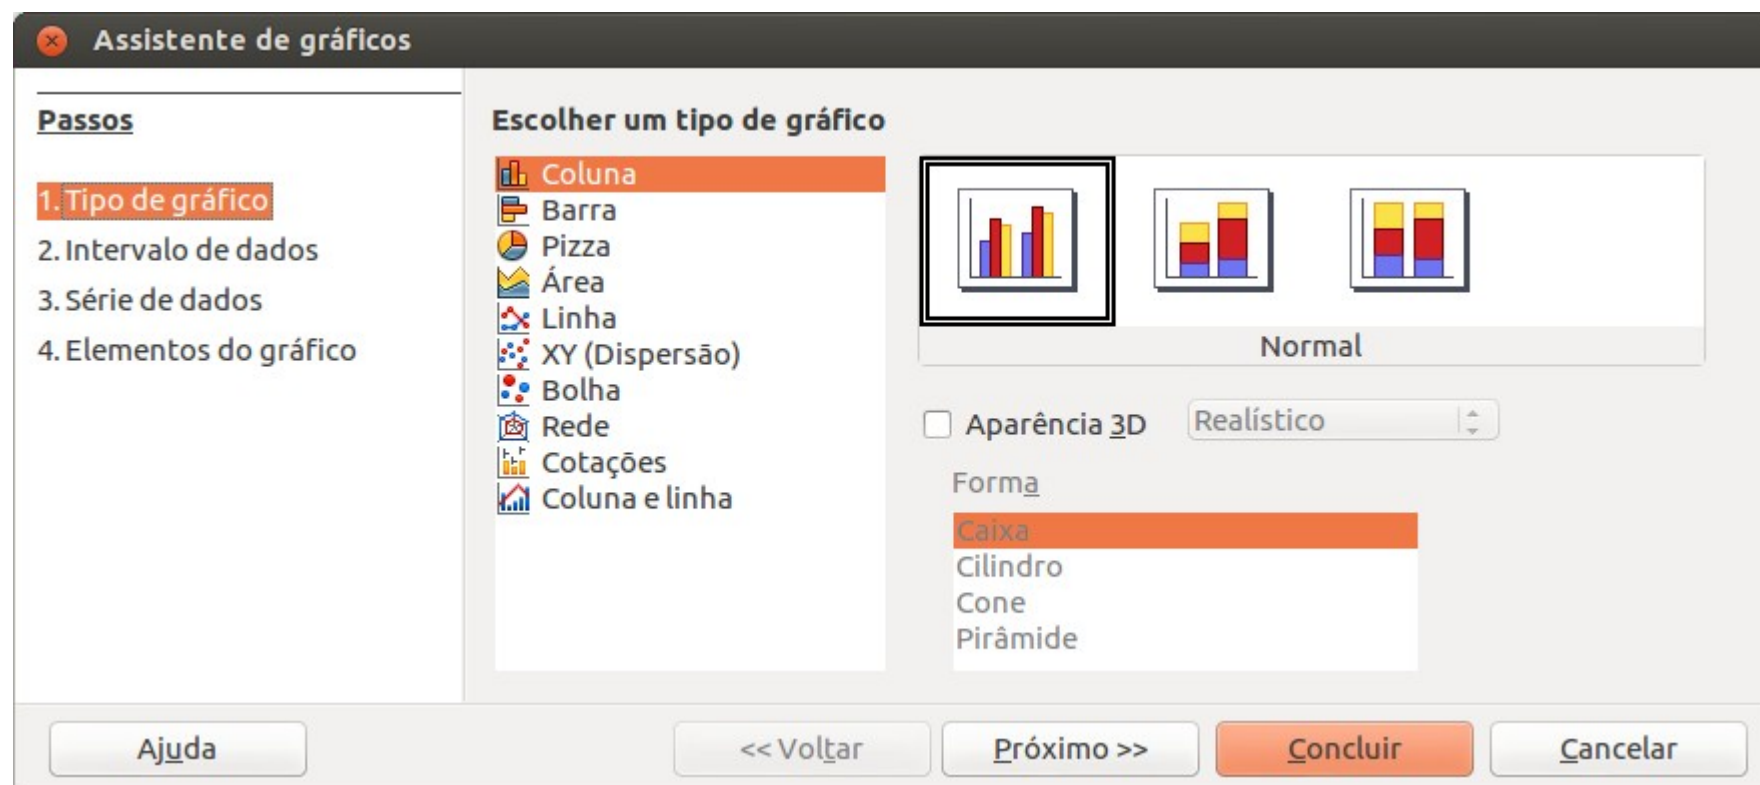 Assistente de gráficos
Passos
1. Tipo de gráfico
2. Intervalo de dados
3. Série de dados
4. Elementos do gráfico
Escolher um tipo de gráfico
Coluna
Barra
Pizza
Área
Linha
XY (Dispersão)
Bolha
Rede
Cotações
Coluna e linha
Normal
Aparência 3D
Realístico
Forma
Caixa
Cilindro
Cone
Pirâmide
Ajuda
<< Voltar
Próximo >>
Concluir
Cancelar